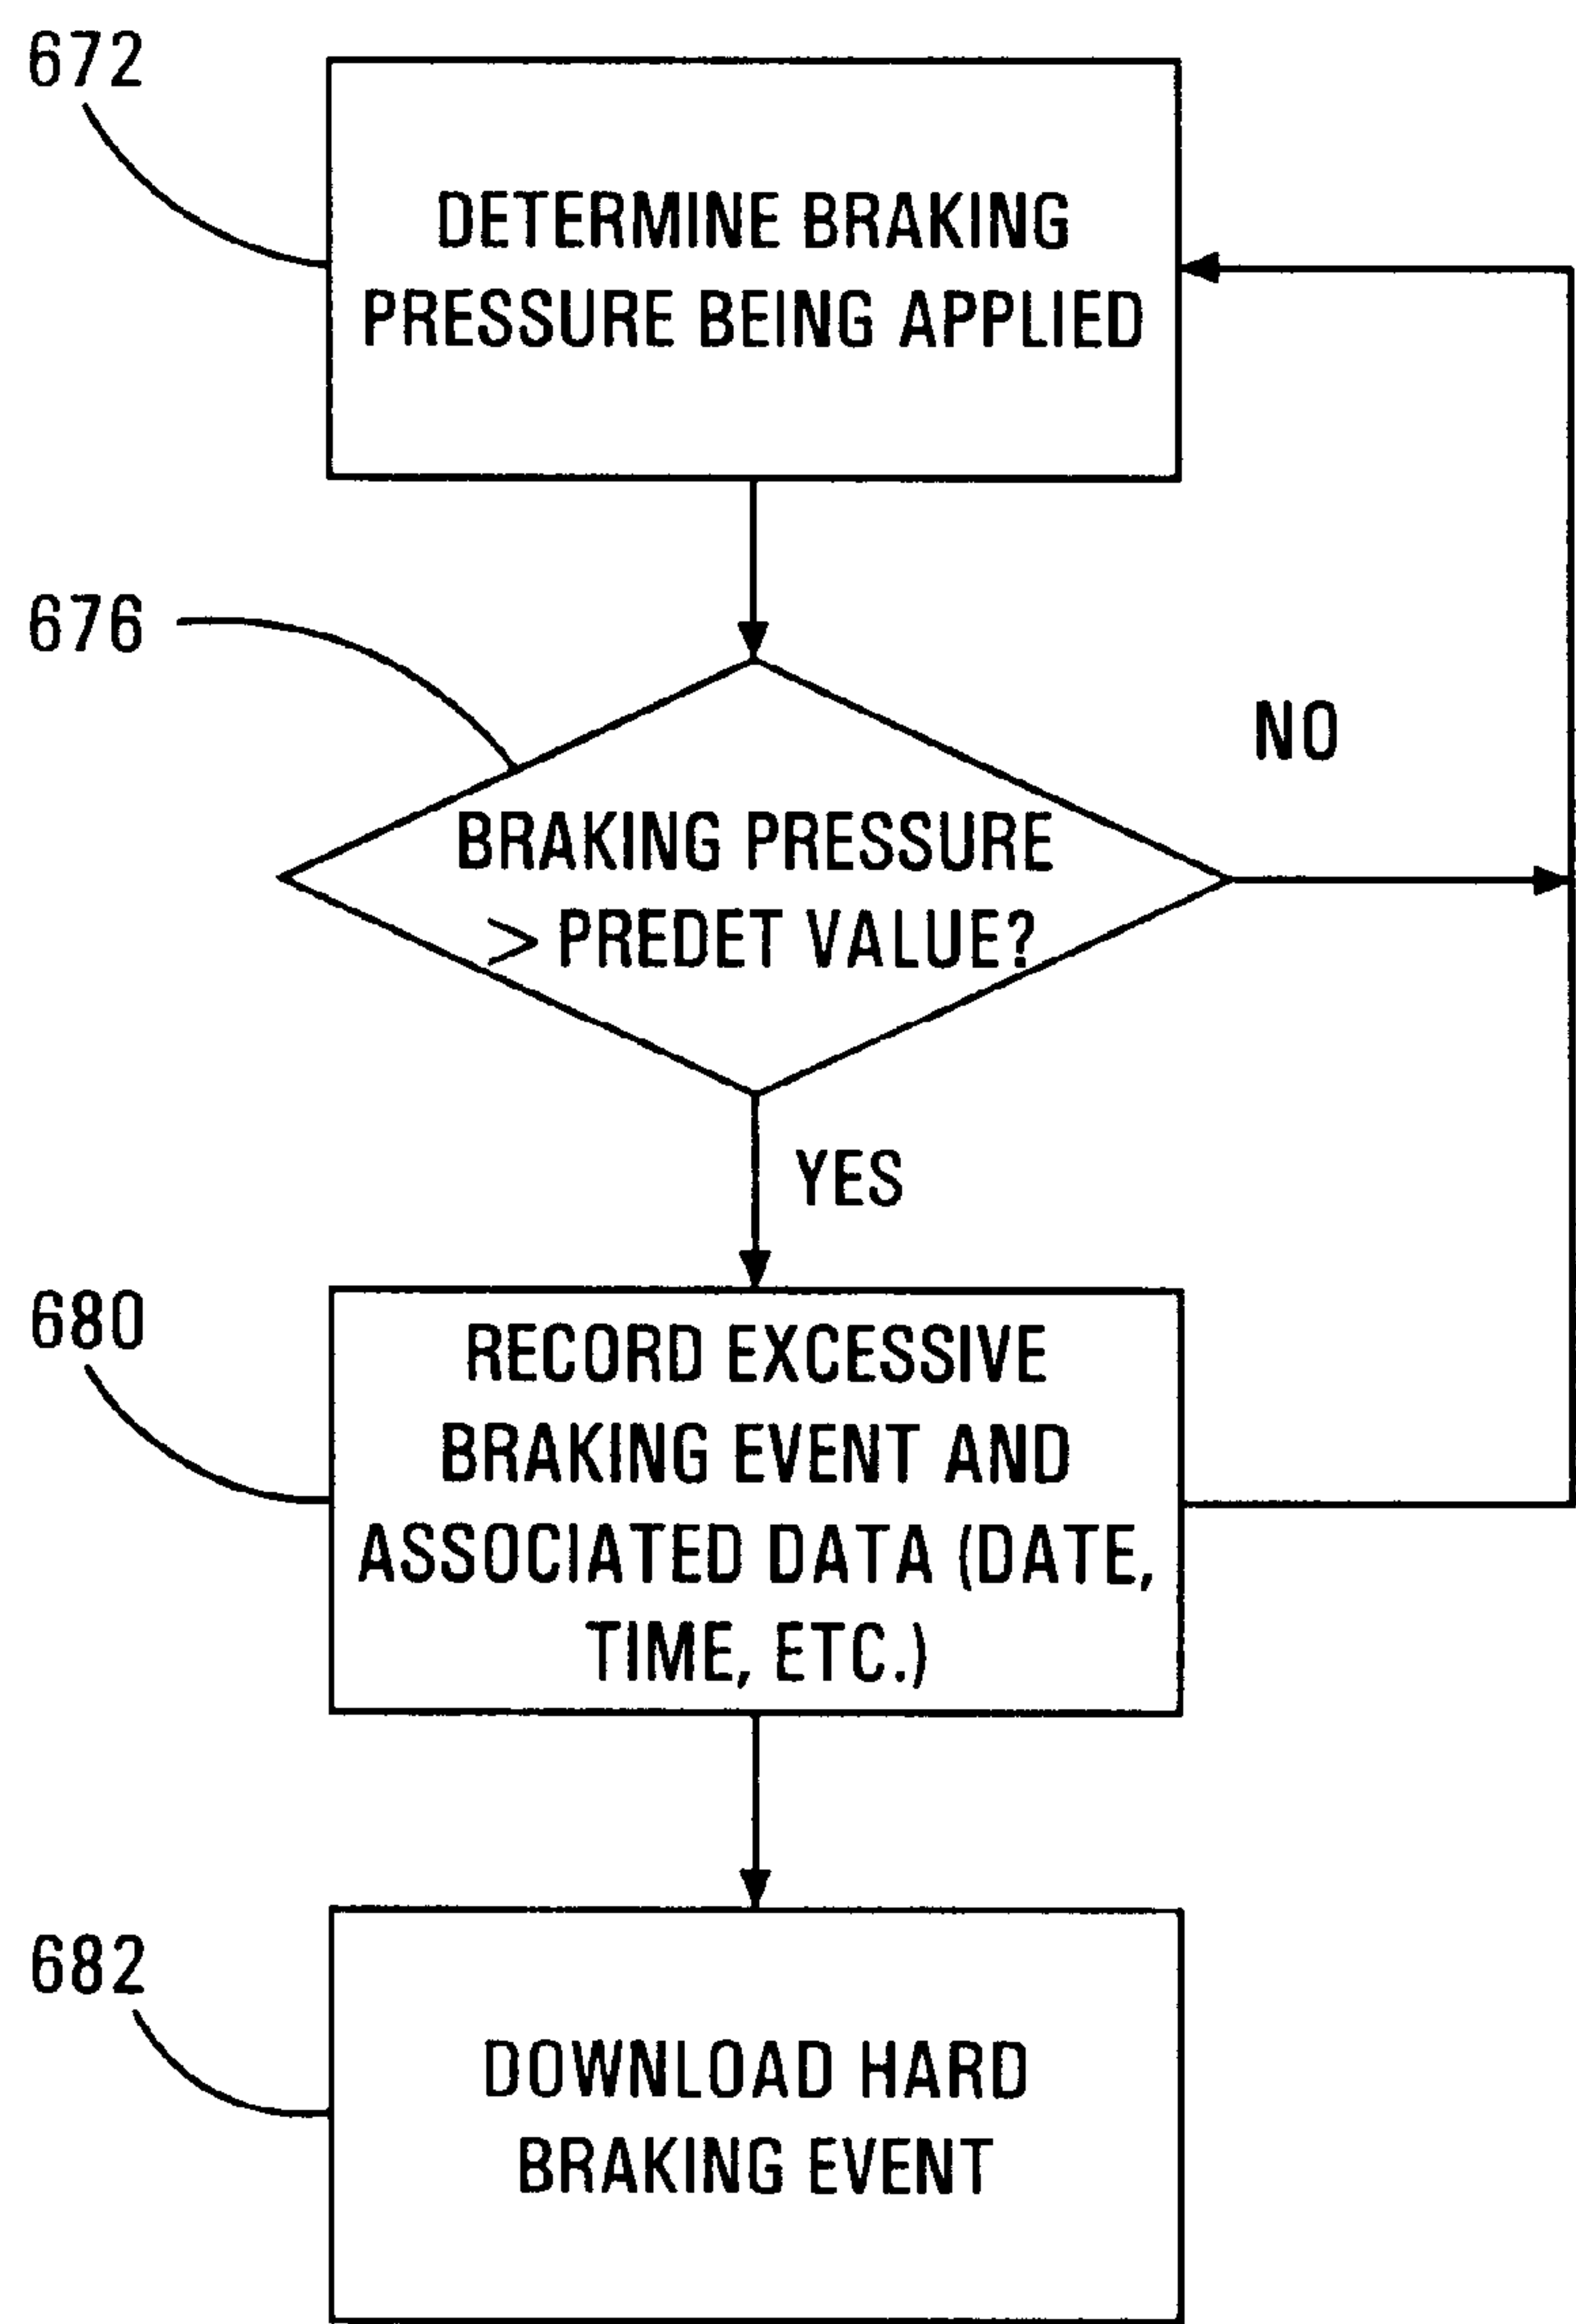 672
DETERMINE BRAKING
PRESSURE BEING APPLIED
676
NO
BRAKING PRESSURE
> PREDET VALUE?
YES
680
RECORD EXCESSIVE
BRAKING EVENT AND
ASSOCIATED DATA (DATE,
TIME, ETC.)
682
DOWNLOAD HARD
BRAKING EVENT